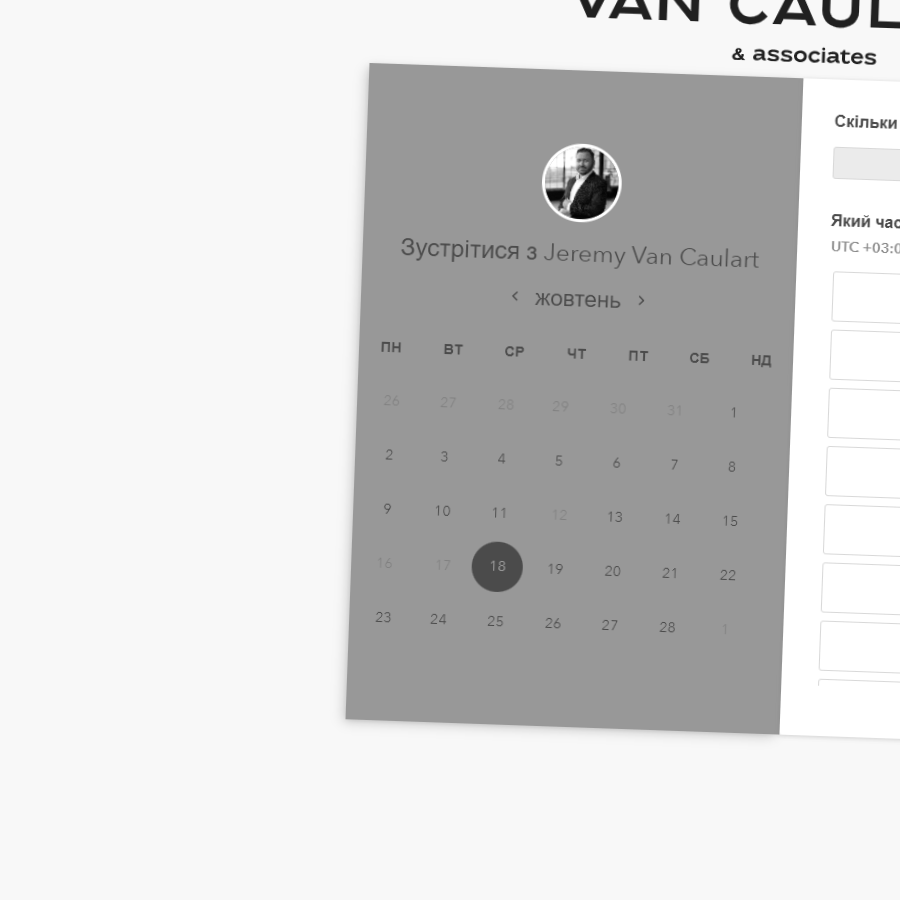 VAN CAUL
& associates
Зустрітися з Jeremy Van Caulart
жовтень
ПН ВТ СР ЧТ ПТ СБ НД
26 27 28 29 30 31 1
2 3 4 5 6 7 8
9 10 11 12 13 14 15
16 17 18 19 20 21 22
23 24 25 26 27 28 1
Скільки
Який час
UTC +03:0